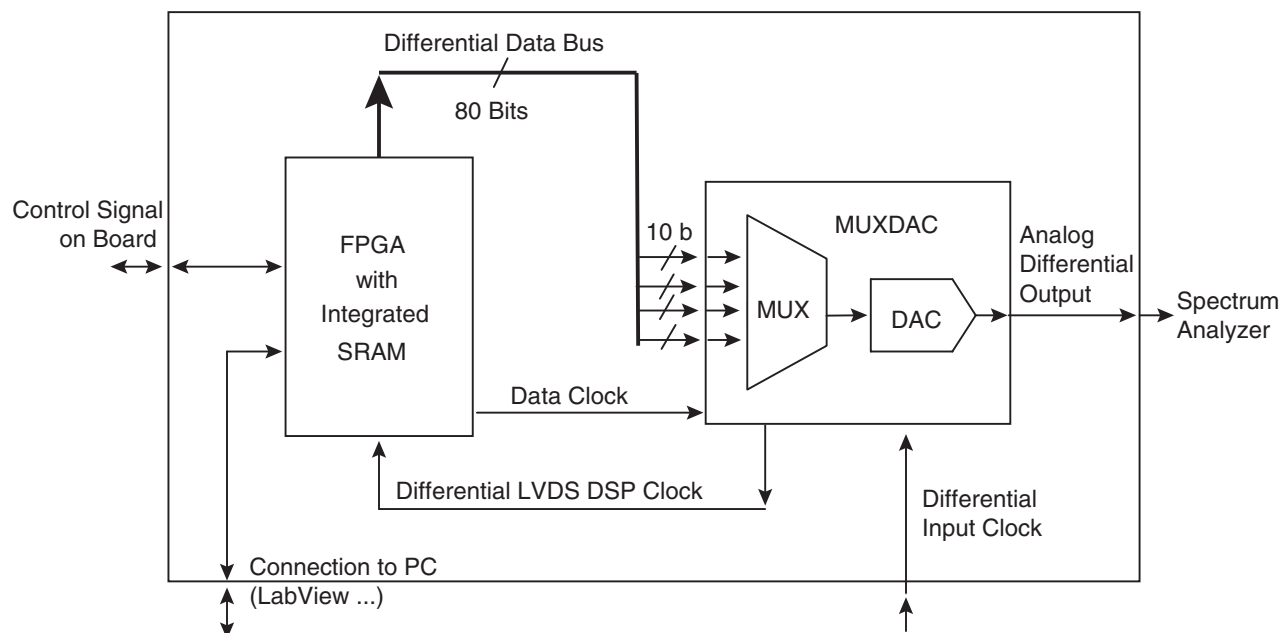 Differential Data Bus
80 Bits
Control Signal
on Board
FPGA
with
Integrated
SRAM
10 b
MUXDAC
MUX
DAC
Analog
Differential
Output
Spectrum
Analyzer
Data Clock
Differential LVDS DSP Clock
Differential
Input Clock
Connection to PC
(LabView ...)